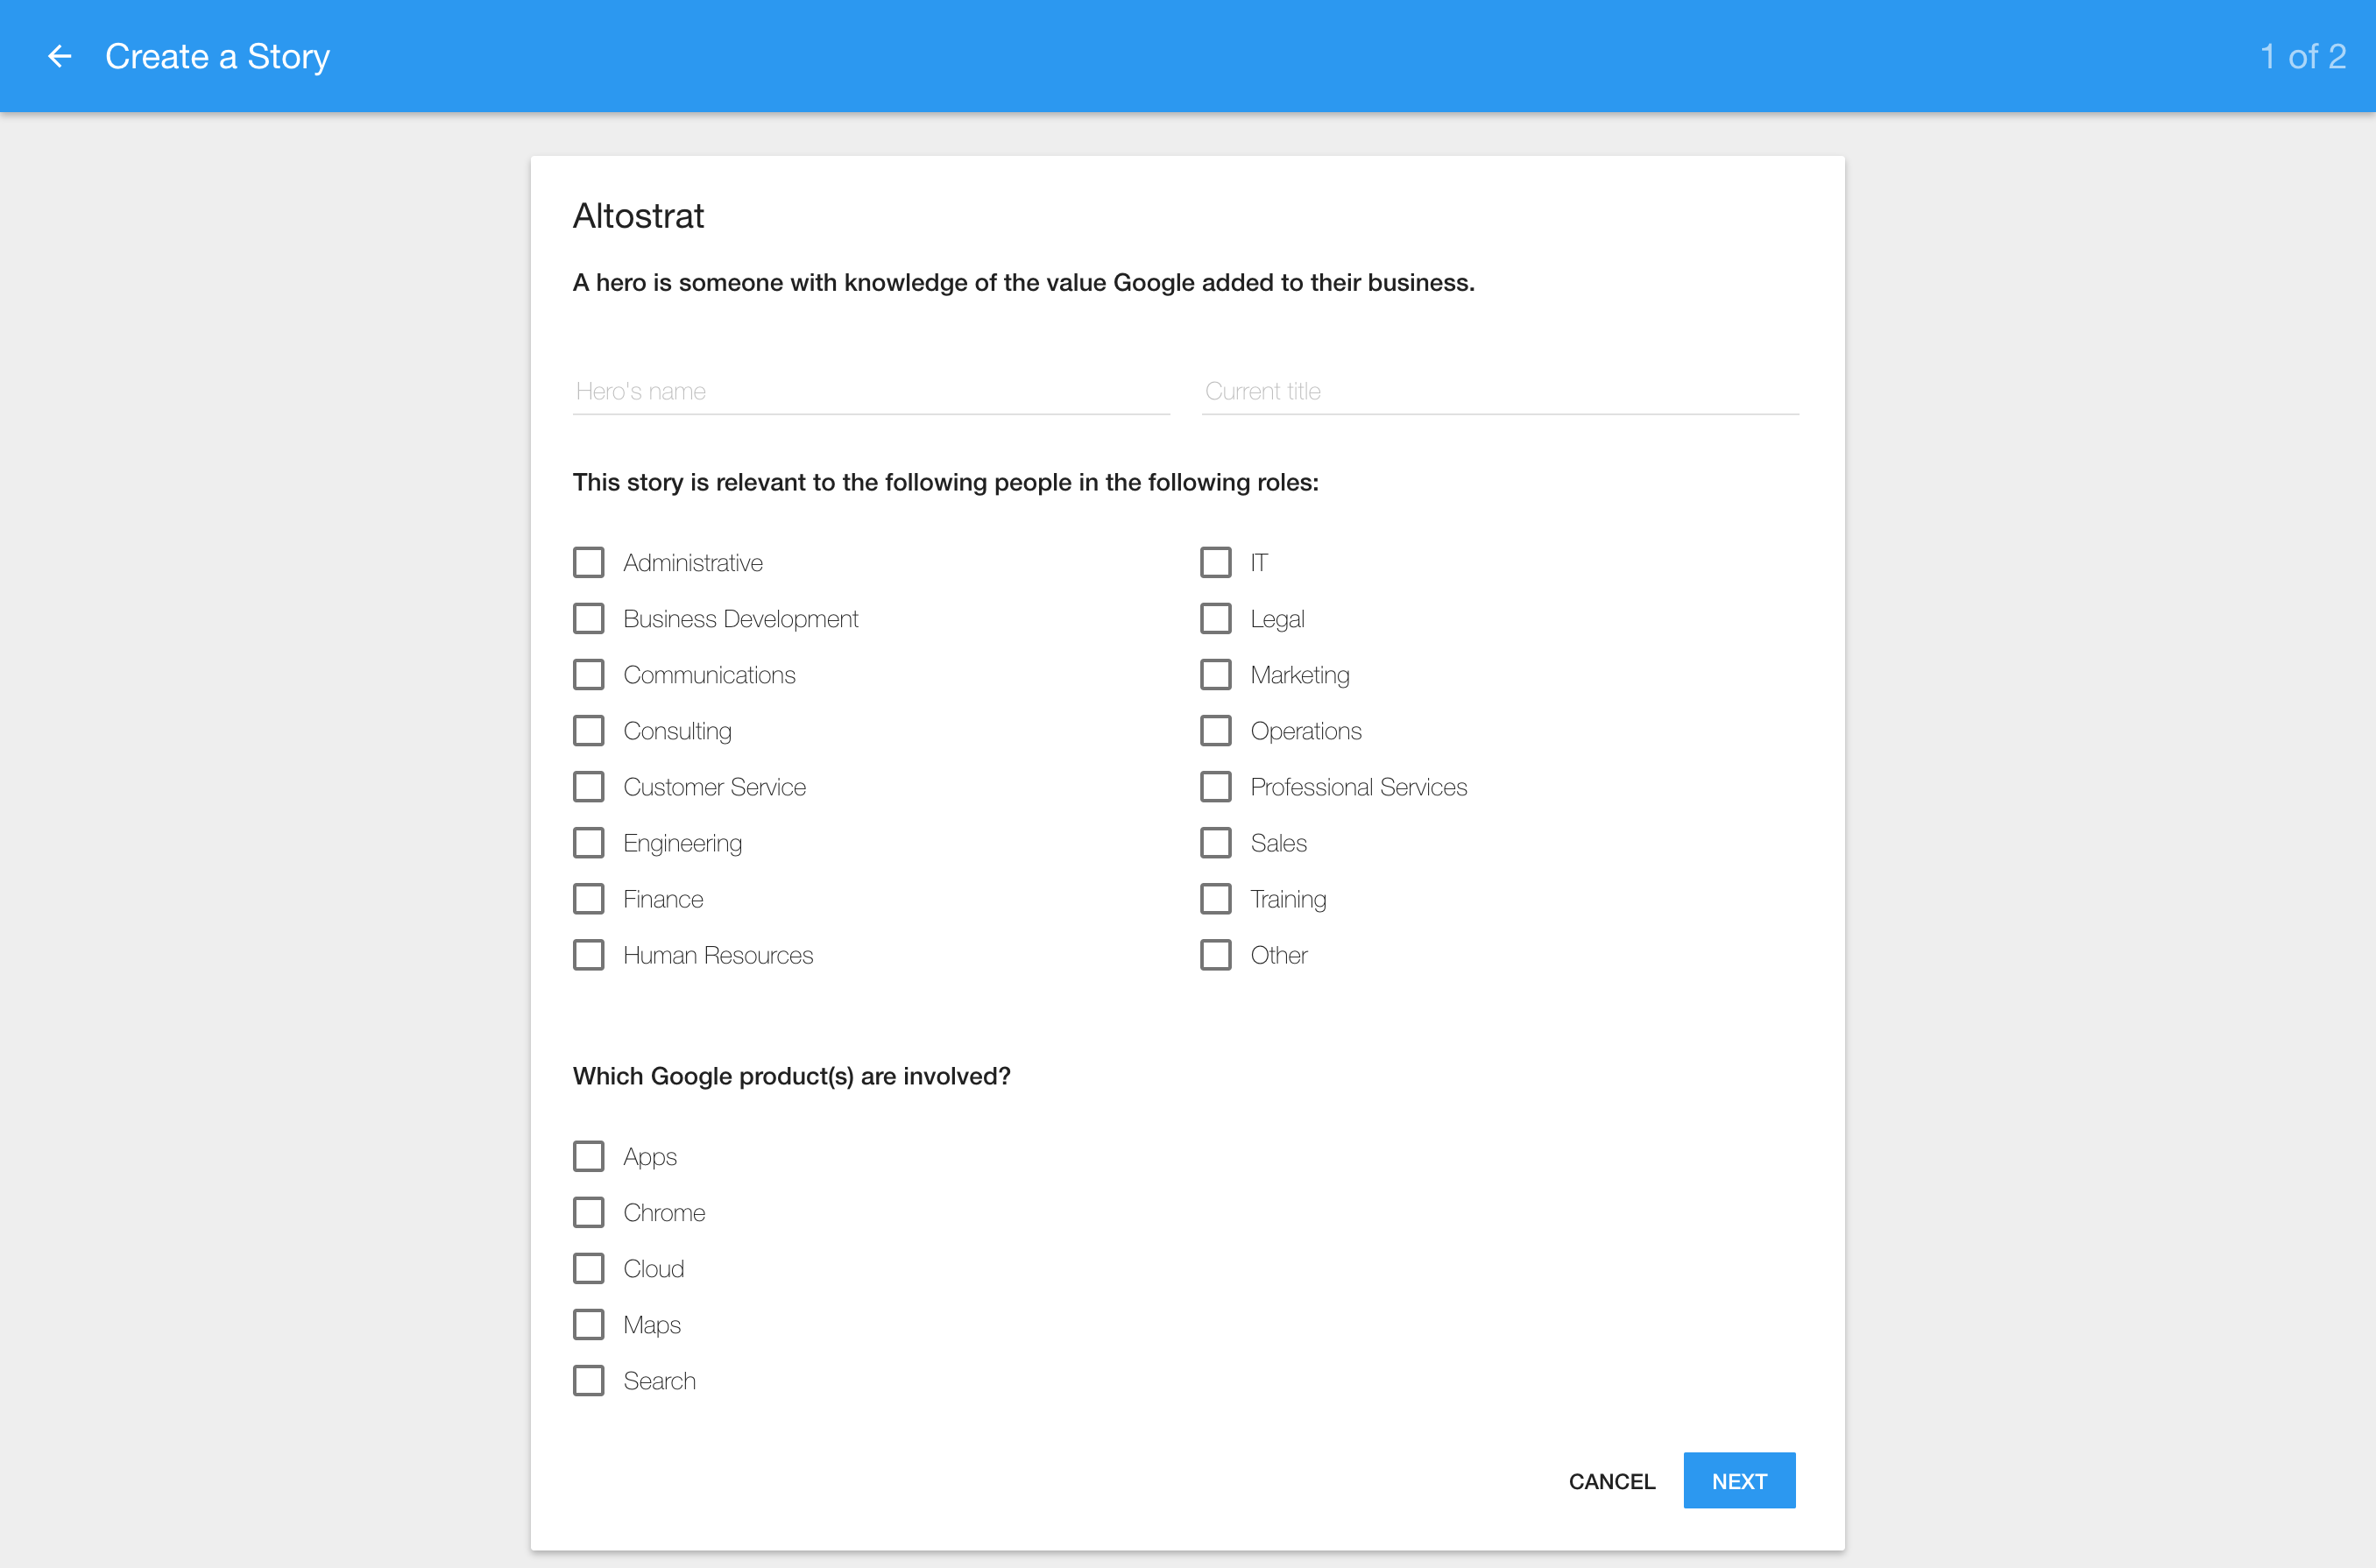 Create a Story
1 of 2
Altostrat
A hero is someone with knowledge of the value Google added to their business.
Hero's name
Current title
This story is relevant to the following people in the following roles:
Administrative
Business Development
Communications
Consulting
Customer Service
Engineering
Finance
Human Resources
IT
Legal
Marketing
Operations
Professional Services
Sales
Training
Other
Which Google product(s) are involved?
Apps
Chrome
Cloud
Maps
Search
CANCEL
NEXT